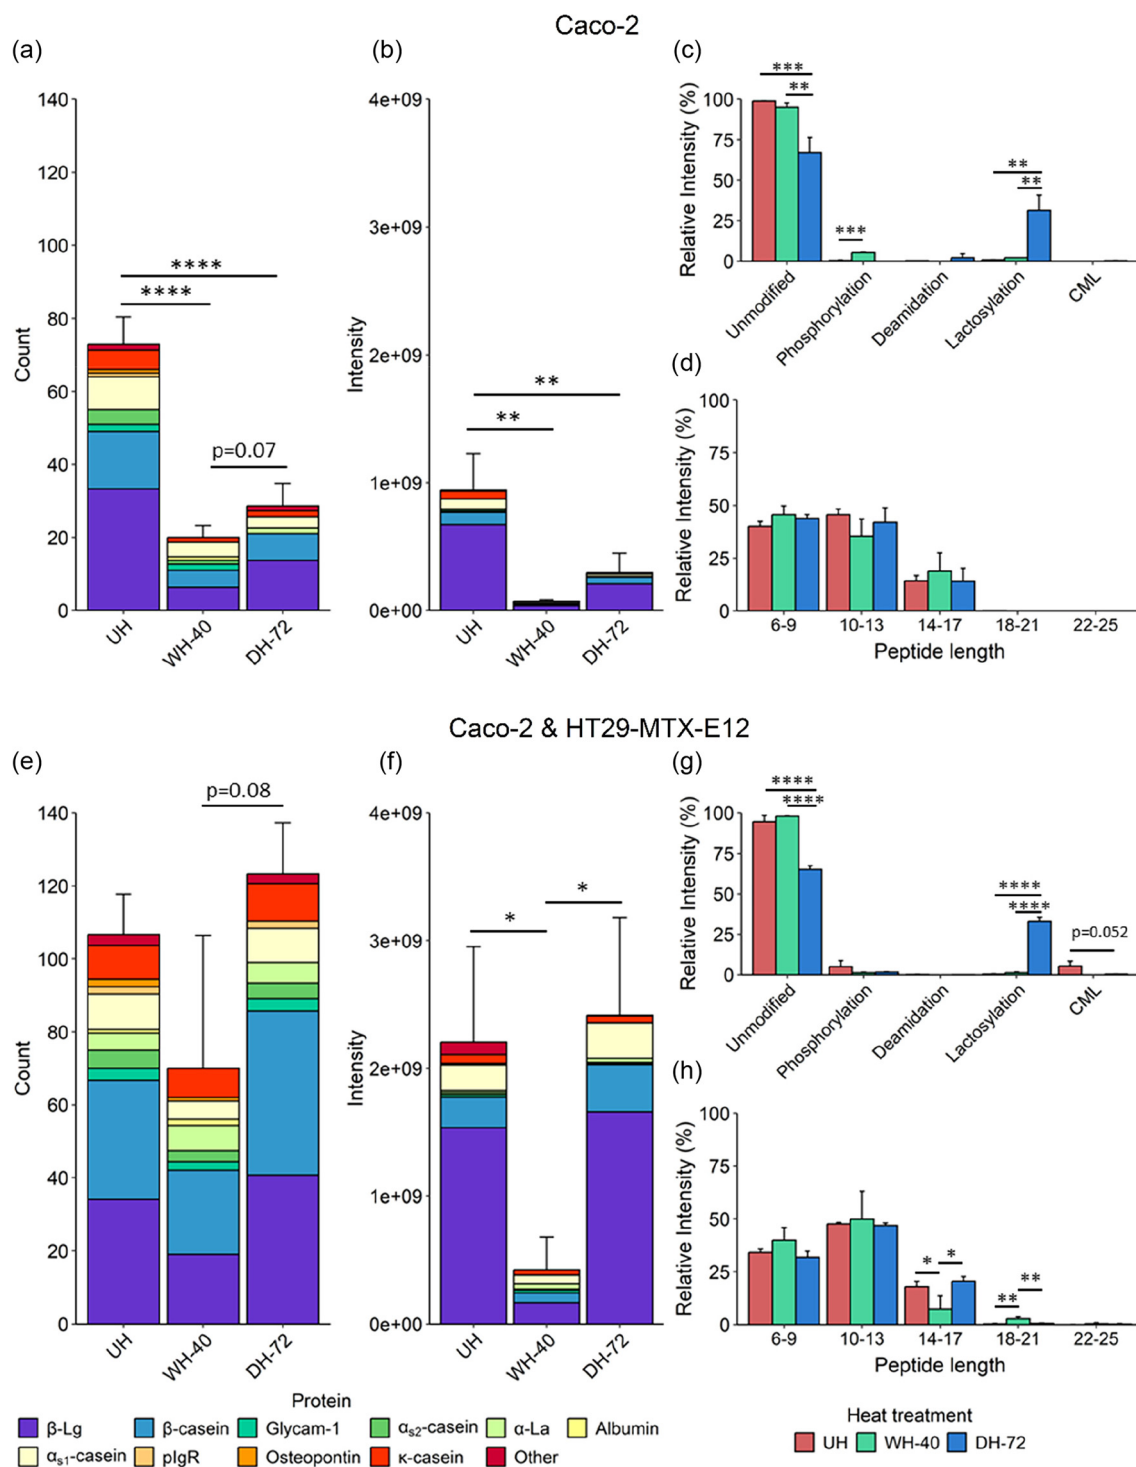 Caco-2
(a)
(b)
(c)
Count
140
120
100
80
60
40
20
0
****
****
p=0.07
UH
WH-40
DH-72
Intensity
4e+09
3e+09
2e+09
1e+09
0e+00
**
**
UH
WH-40
DH-72
Relative Intensity (%)
100
75
50
25
0
***
**
***
**
**
Unmodified
Phosphorylation
Deamidation
Lactosylation
CML
(d)
Relative Intensity (%)
100
75
50
25
0
6-9
10-13
14-17
18-21
22-25
Peptide length
Caco-2 & HT29-MTX-E12
(e)
(f)
(g)
Count
140
120
100
80
60
40
20
0
p=0.08
UH
WH-40
DH-72
Intensity
4e+09
3e+09
2e+09
1e+09
0e+00
*
*
UH
WH-40
DH-72
Relative Intensity (%)
100
75
50
25
0
****
****
****
****
p=0.052
Unmodified
Phosphorylation
Deamidation
Lactosylation
CML
(h)
Relative Intensity (%)
100
75
50
25
0
*
*
**
**
6-9
10-13
14-17
18-21
22-25
Peptide length
Protein
β-Lg β-casein Glycam-1 αs2-casein α-La Albumin
αs1-casein pIgR Osteopontin κ-casein Other
Heat treatment
UH WH-40 DH-72